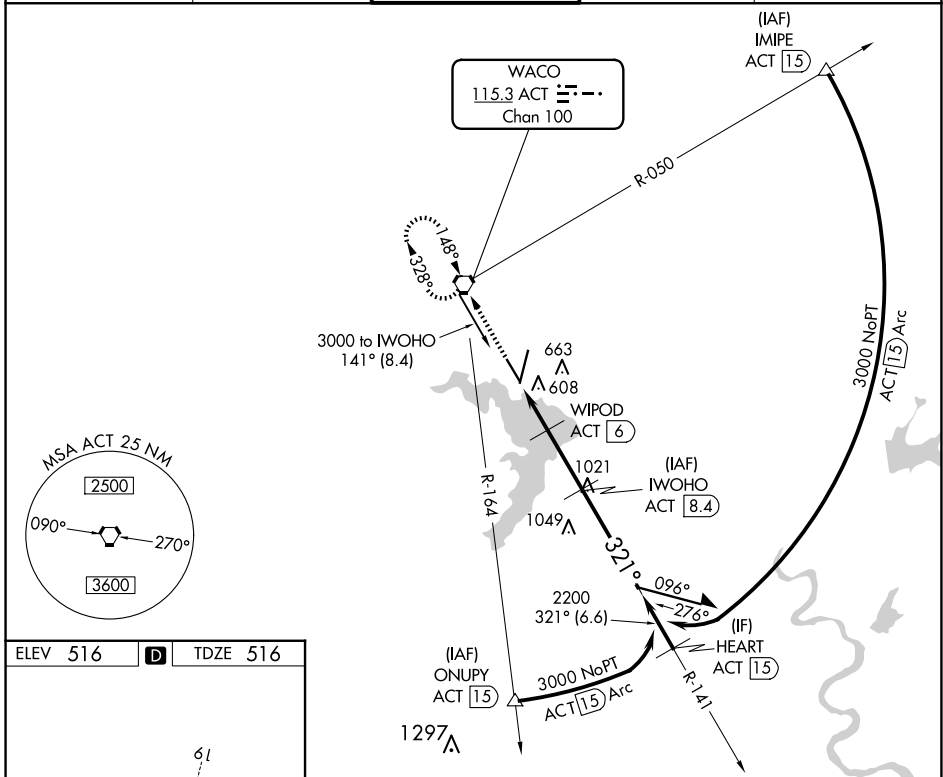 (IAF)
IMIPE
ACT 15
WACO
115.3 ACT
Chan 100
R-050
148°
328°
3000 to IWOHO
141° (8.4)
663
608
3000 NoPT
ACT 15 Arc
WIPOD
ACT 6
MSA ACT 25 NM
2500
090°
270°
3600
R-164
1021
(IAF)
IWOHO
ACT 8.4
1049
321°
096°
276°
2200
321° (6.6)
(IF)
HEART
ACT 15
ELEV 516 D TDZE 516
(IAF)
ONUPY
ACT 15
3000 NoPT
ACT 15 Arc
R-141
1297
19